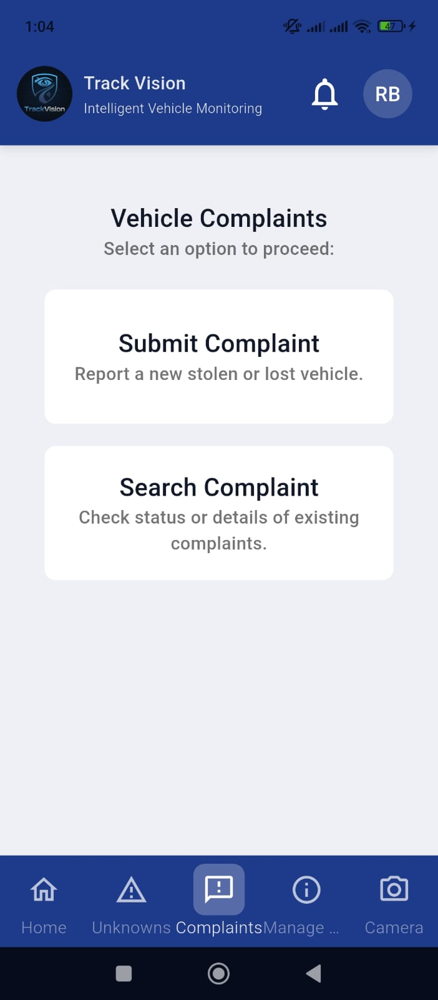 1:04
47
TrackVision
Track Vision
Intelligent Vehicle Monitoring
RB
Vehicle Complaints
Select an option to proceed:
Submit Complaint
Report a new stolen or lost vehicle.
Search Complaint
Check status or details of existing
complaints.
Home
Unknowns
Complaints
Manage ...
Camera